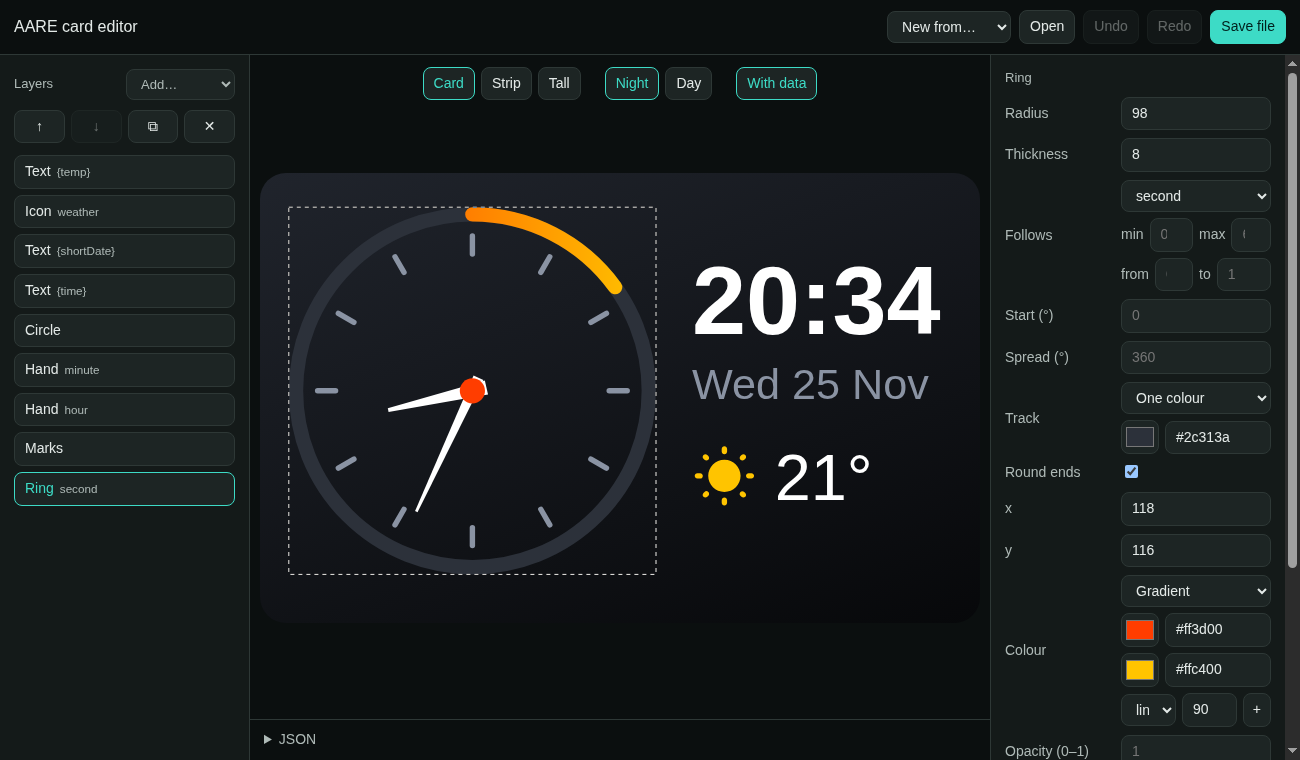 AARE card editor
New from…
Open
Undo
Redo
Save file
Layers
Add…
↑
↓
⧉
✕
Text {temp}
Icon weather
Text {shortDate}
Text {time}
Circle
Hand minute
Hand hour
Marks
Ring second
Card
Strip
Tall
Night
Day
With data
20:34
Wed 25 Nov
21°
JSON
Ring
Radius 98
Thickness 8
second
Follows
min 0 max
from to 1
Start (°) 0
Spread (°) 360
One colour
Track
#2c313a
Round ends
x 118
y 116
Gradient
#ff3d00
Colour
#ffc400
lin 90 +
Opacity (0–1) 1